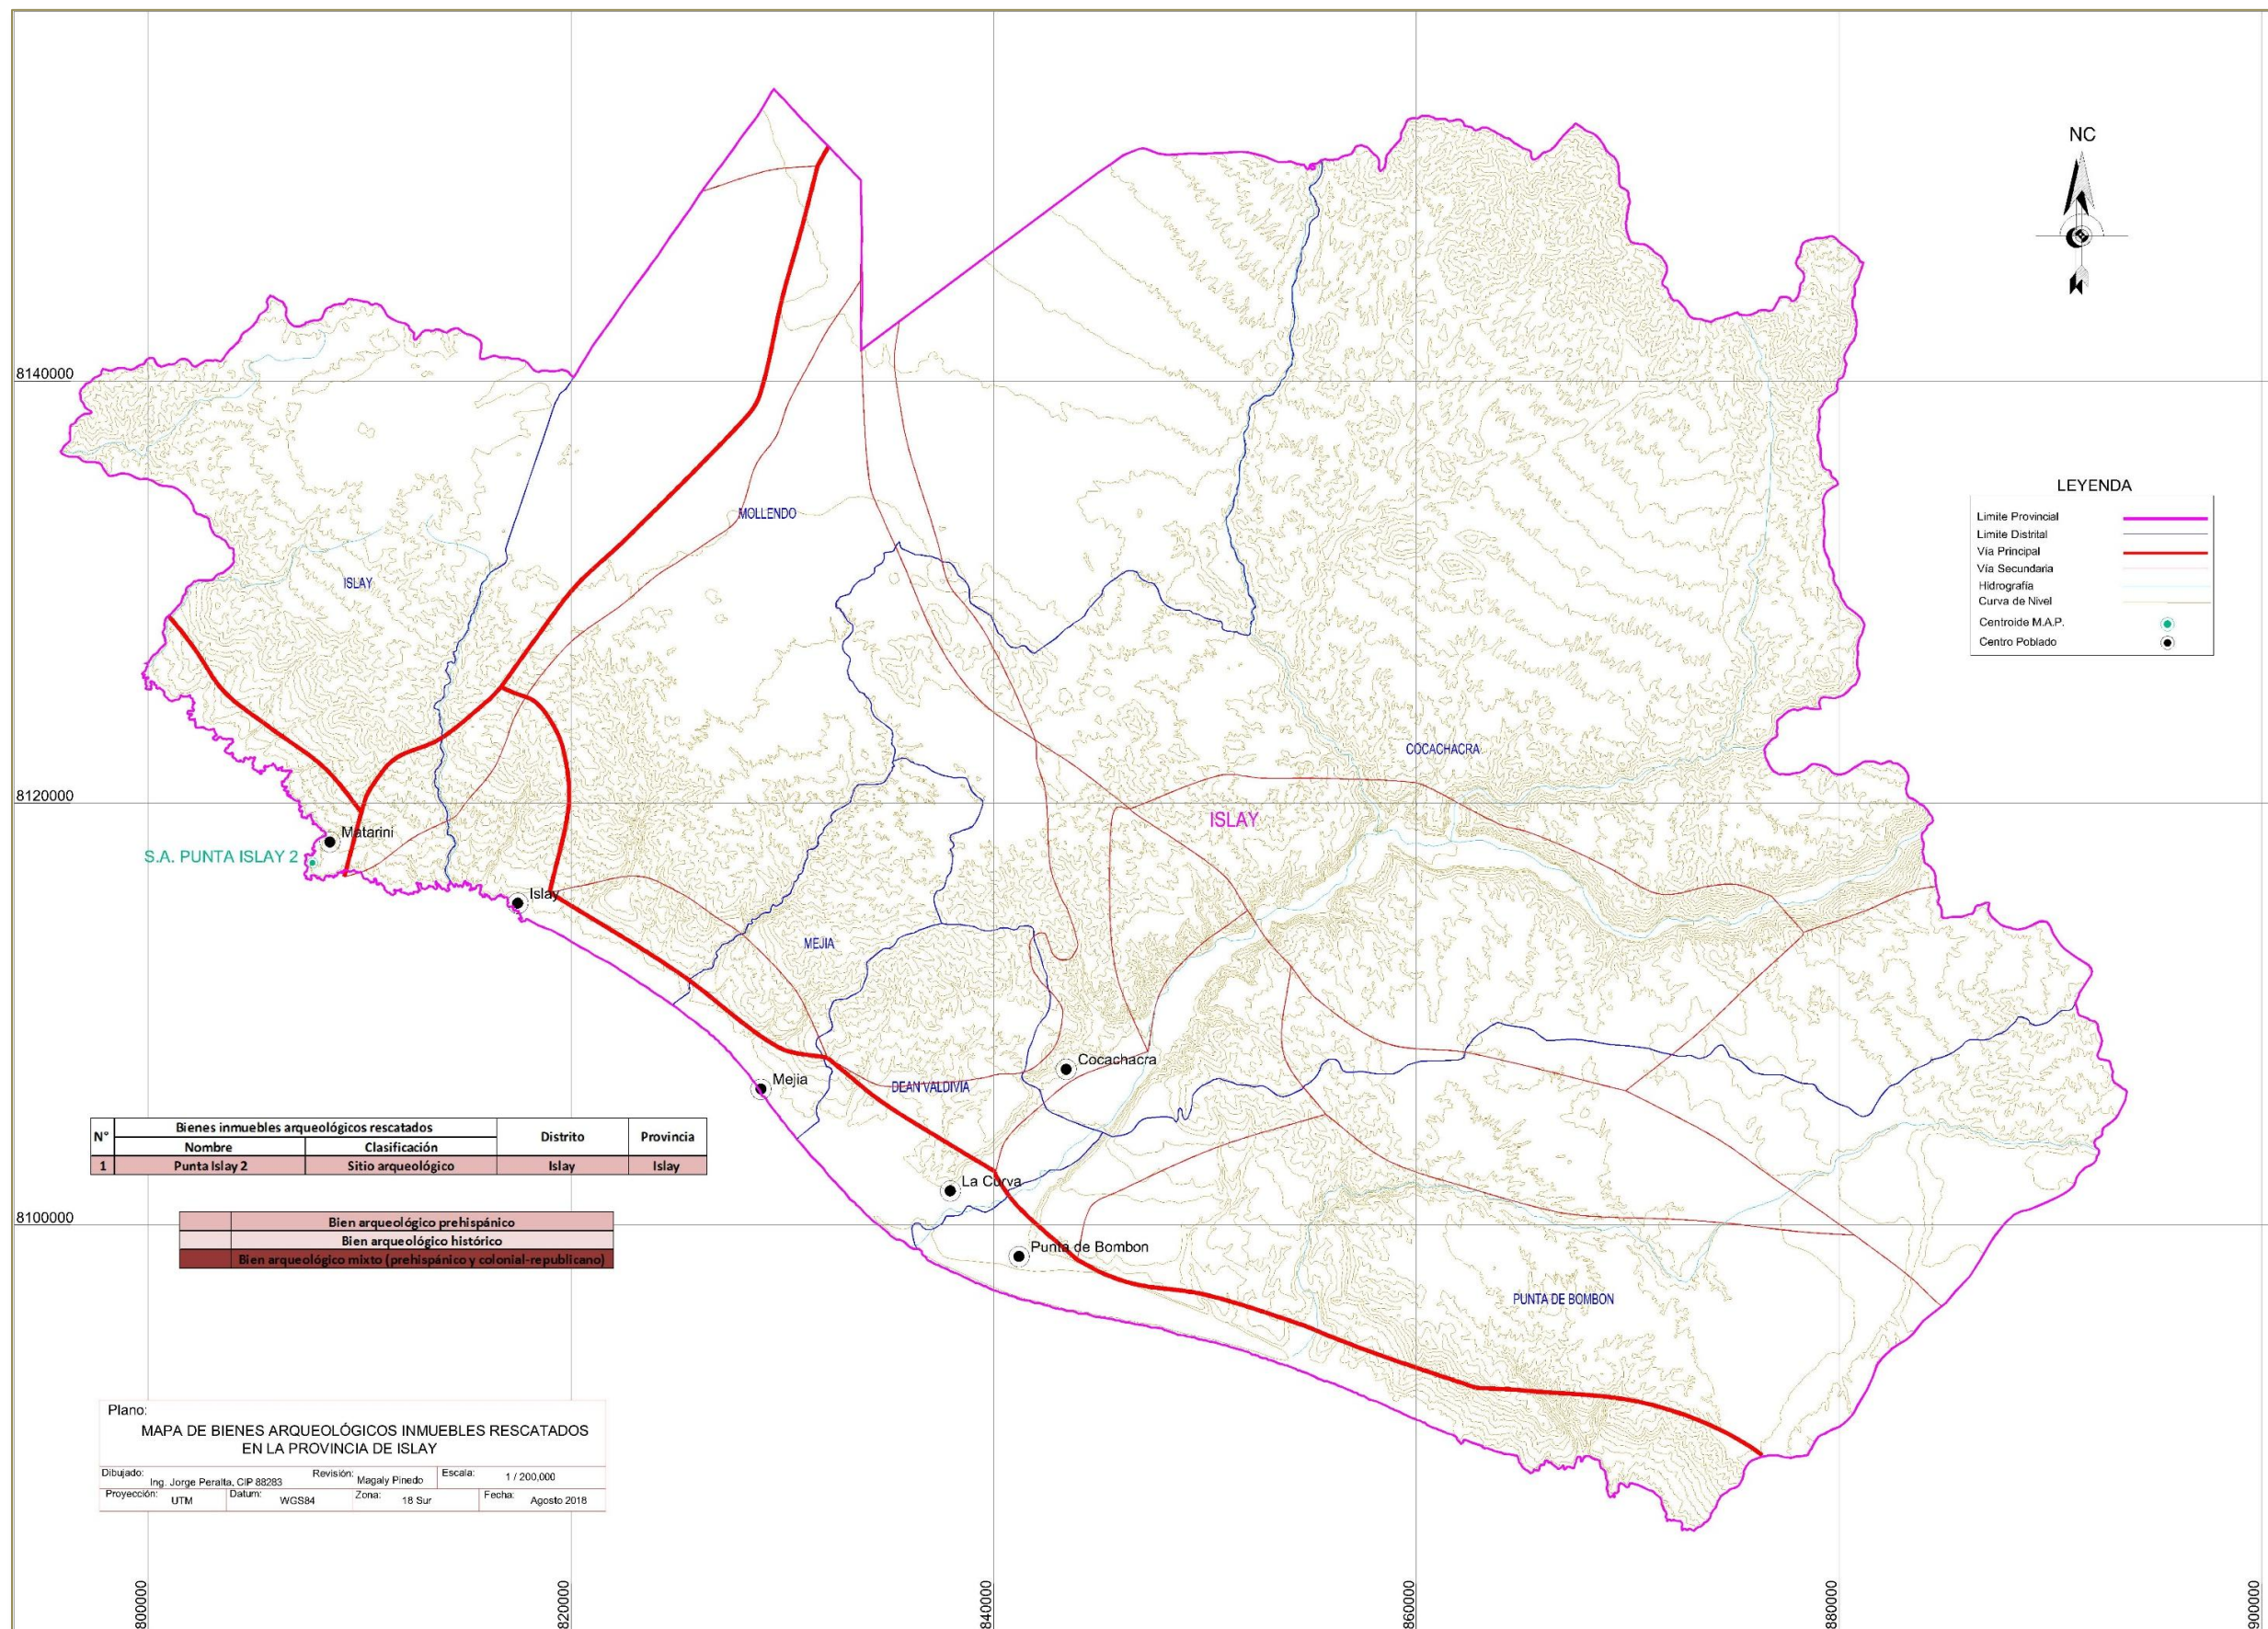 NC
8140000
8120000
8100000
800000
820000
840000
860000
880000
900000
MOLLENDO
ISLAY
COCACHACRA
ISLAY
MEJIA
DEAN VALDIVIA
PUNTA DE BOMBON
Matarini
S.A. PUNTA ISLAY 2
Islay
Mejia
Cocachacra
La Curva
Punta de Bombon
LEYENDA
Limite Provincial
Limite Distrital
Vía Principal
Vía Secundaria
Hidrografía
Curva de Nivel
Centroide M.A.P.
Centro Poblado
N° Bienes inmuebles arqueológicos rescatados Distrito Provincia
Nombre Clasificación
1 Punta Islay 2 Sitio arqueológico Islay Islay
Bien arqueológico prehispánico
Bien arqueológico histórico
Bien arqueológico mixto (prehispánico y colonial-republicano)
Plano:
MAPA DE BIENES ARQUEOLÓGICOS INMUEBLES RESCATADOS
EN LA PROVINCIA DE ISLAY
Dibujado: Ing. Jorge Peralta, CIP 88283 Revisión: Magaly Pinedo Escala: 1 / 200,000
Proyección: UTM Datum: WGS84 Zona: 18 Sur Fecha: Agosto 2018